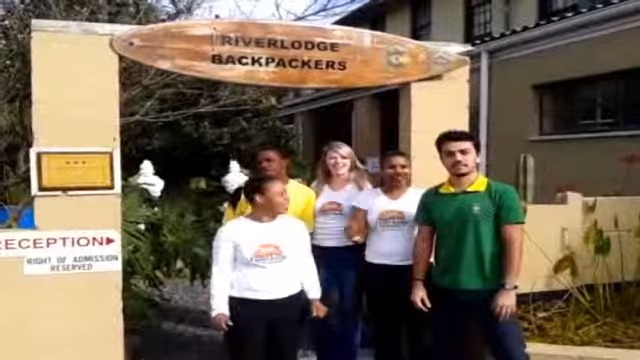 RIVERLODGE
BACKPACKERS
RECEPTION
RIGHT OF ADMISSION
RESERVED